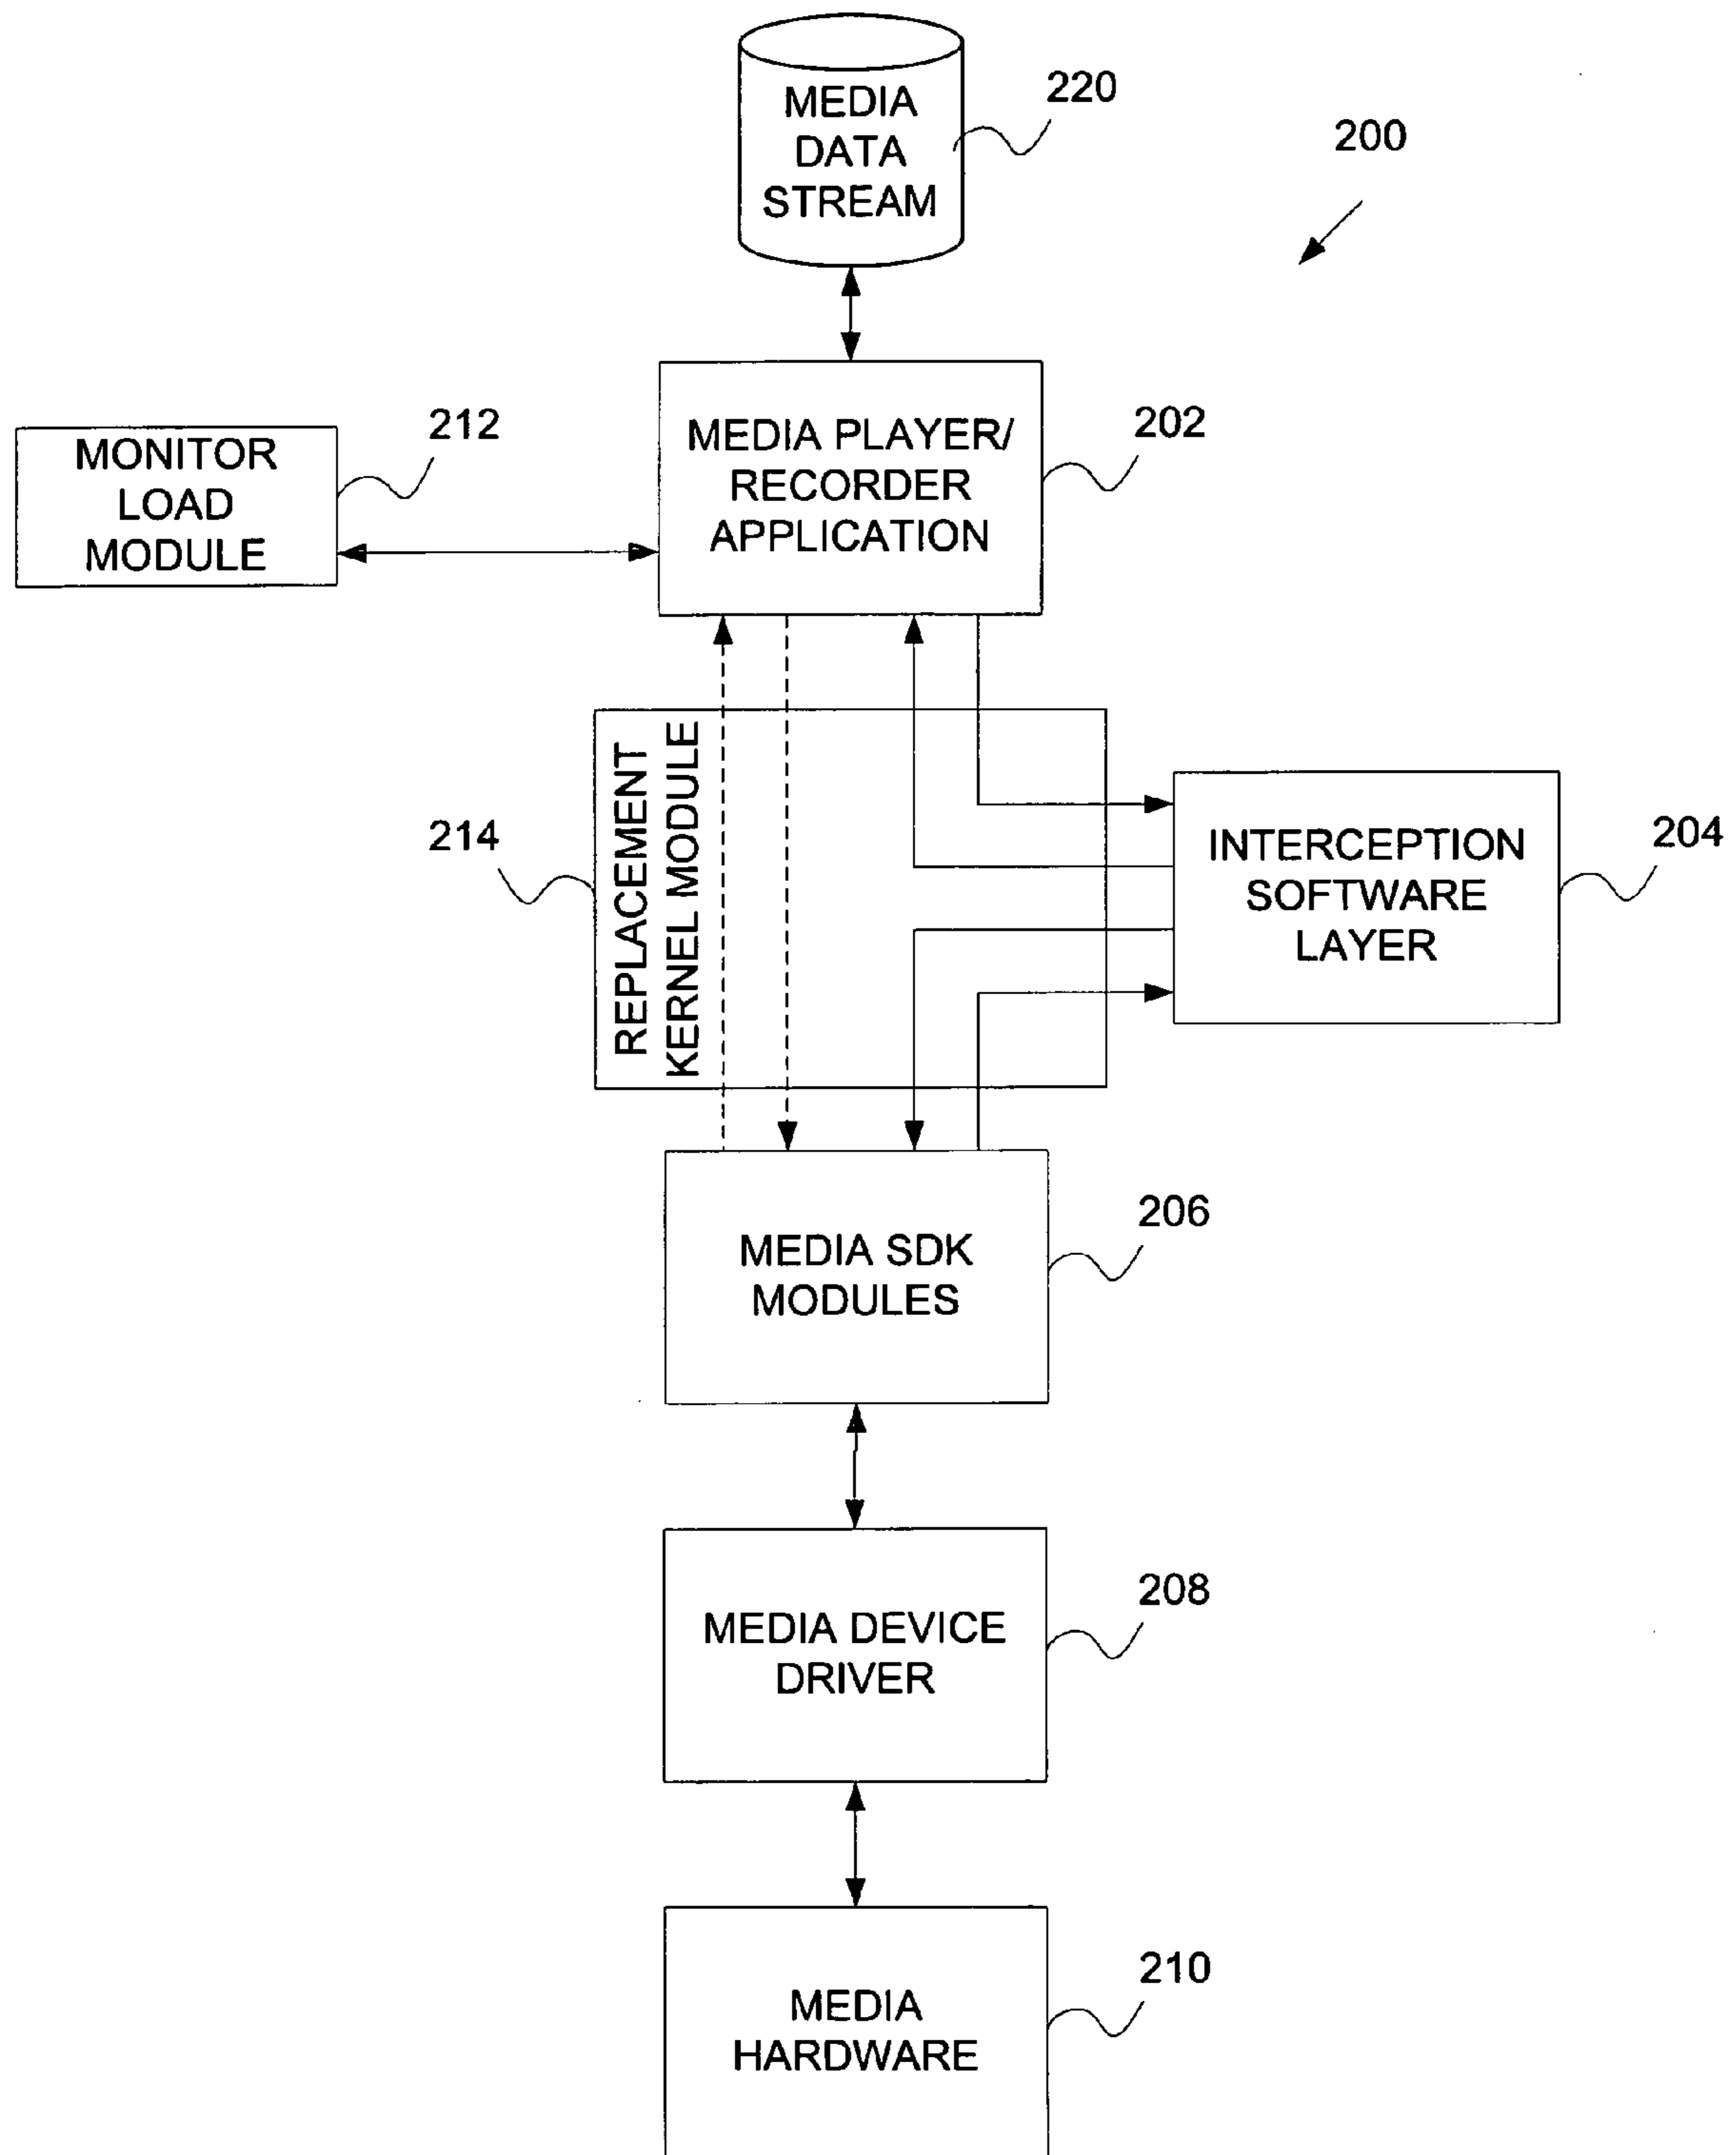 MEDIA
DATA
STREAM
220
200
MEDIA PLAYER/
RECORDER
APPLICATION
202
MONITOR
LOAD
MODULE
212
REPLACEMENT
KERNEL MODULE
214
INTERCEPTION
SOFTWARE
LAYER
204
MEDIA SDK
MODULES
206
MEDIA DEVICE
DRIVER
208
MEDIA
HARDWARE
210